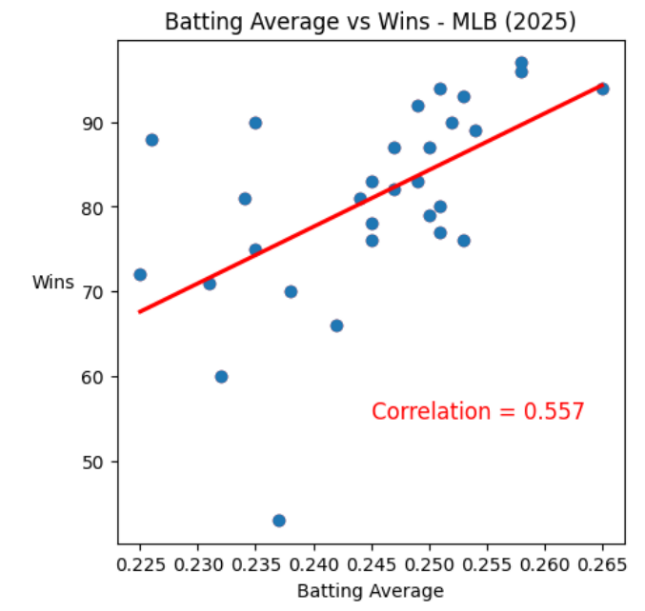 Batting Average vs Wins - MLB (2025)
90
80
Wins
70
60
Correlation = 0.557
50
0.225 0.230 0.235 0.240 0.245 0.250 0.255 0.260 0.265
Batting Average